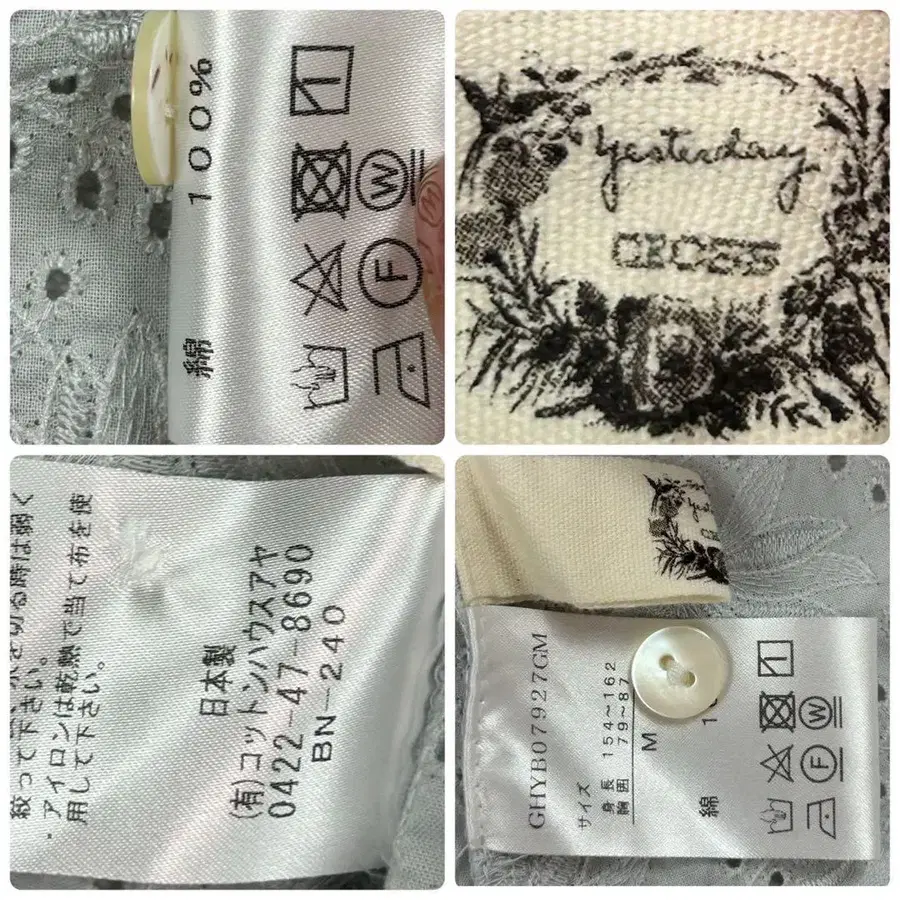 綿 100%
W
F
yesterday
CROSS
絞って下さい。
・アイロンは乾熱で当て布を使
用して下さい。
日本製
(有)コットンハウスアヤ
0422-47-8690
BN-240
GHYB07927GM
サイズ
身長 154~162
胸囲 79~87
M
綿
W
F